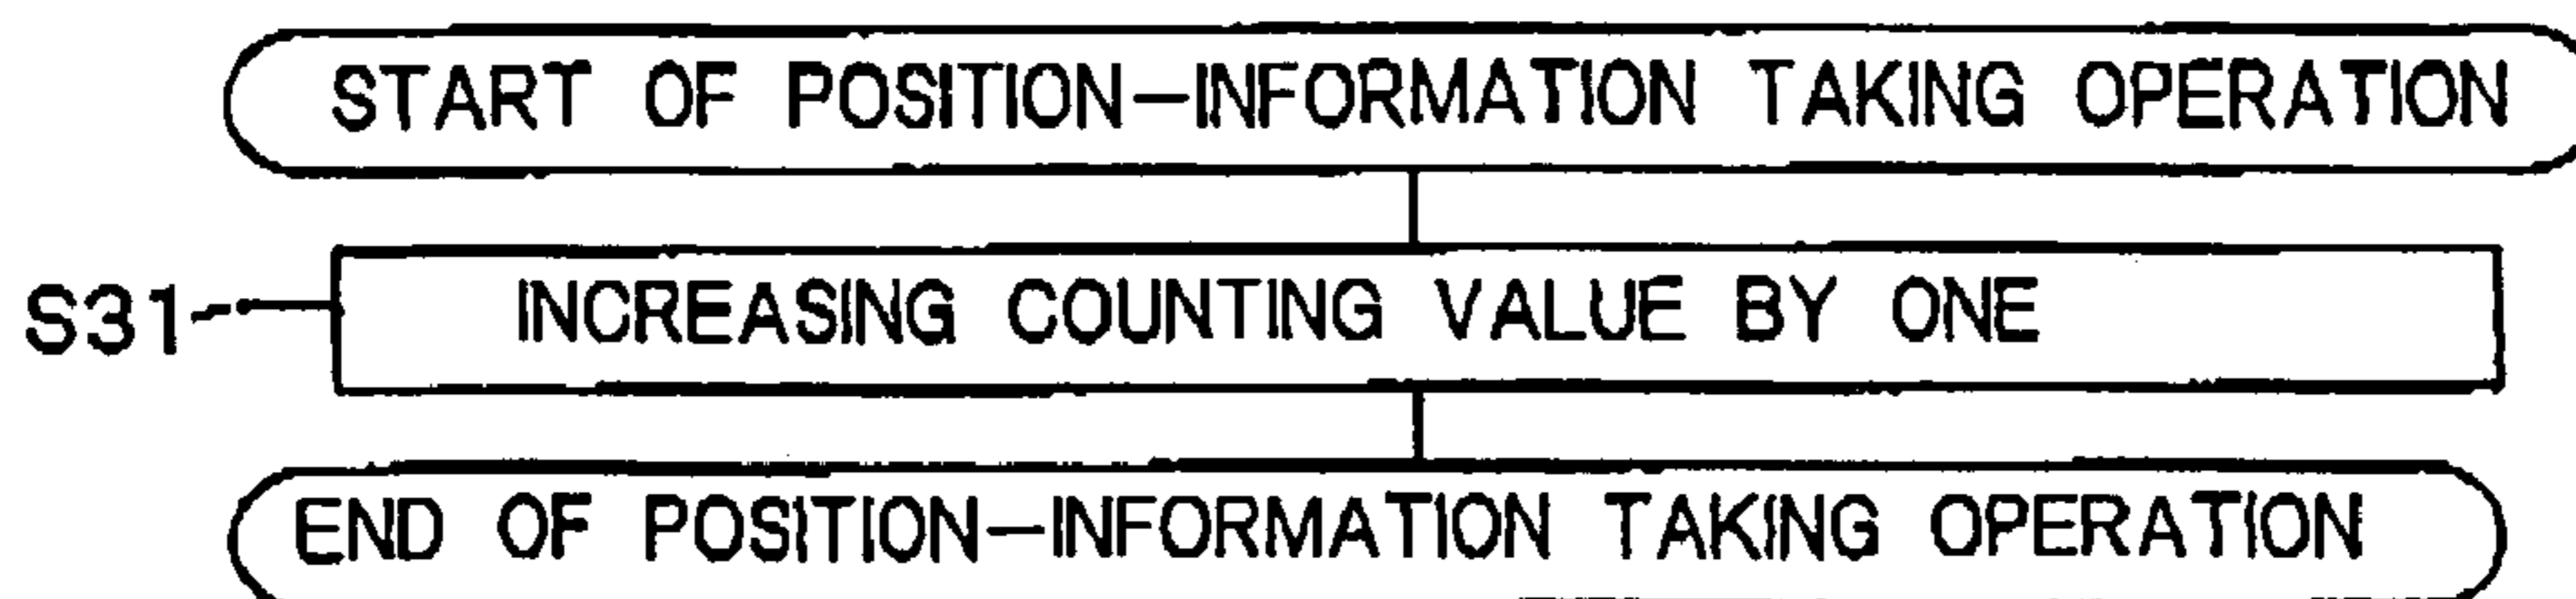 START OF POSITION-INFORMATION TAKING OPERATION
S31 INCREASING COUNTING VALUE BY ONE
END OF POSITION-INFORMATION TAKING OPERATION